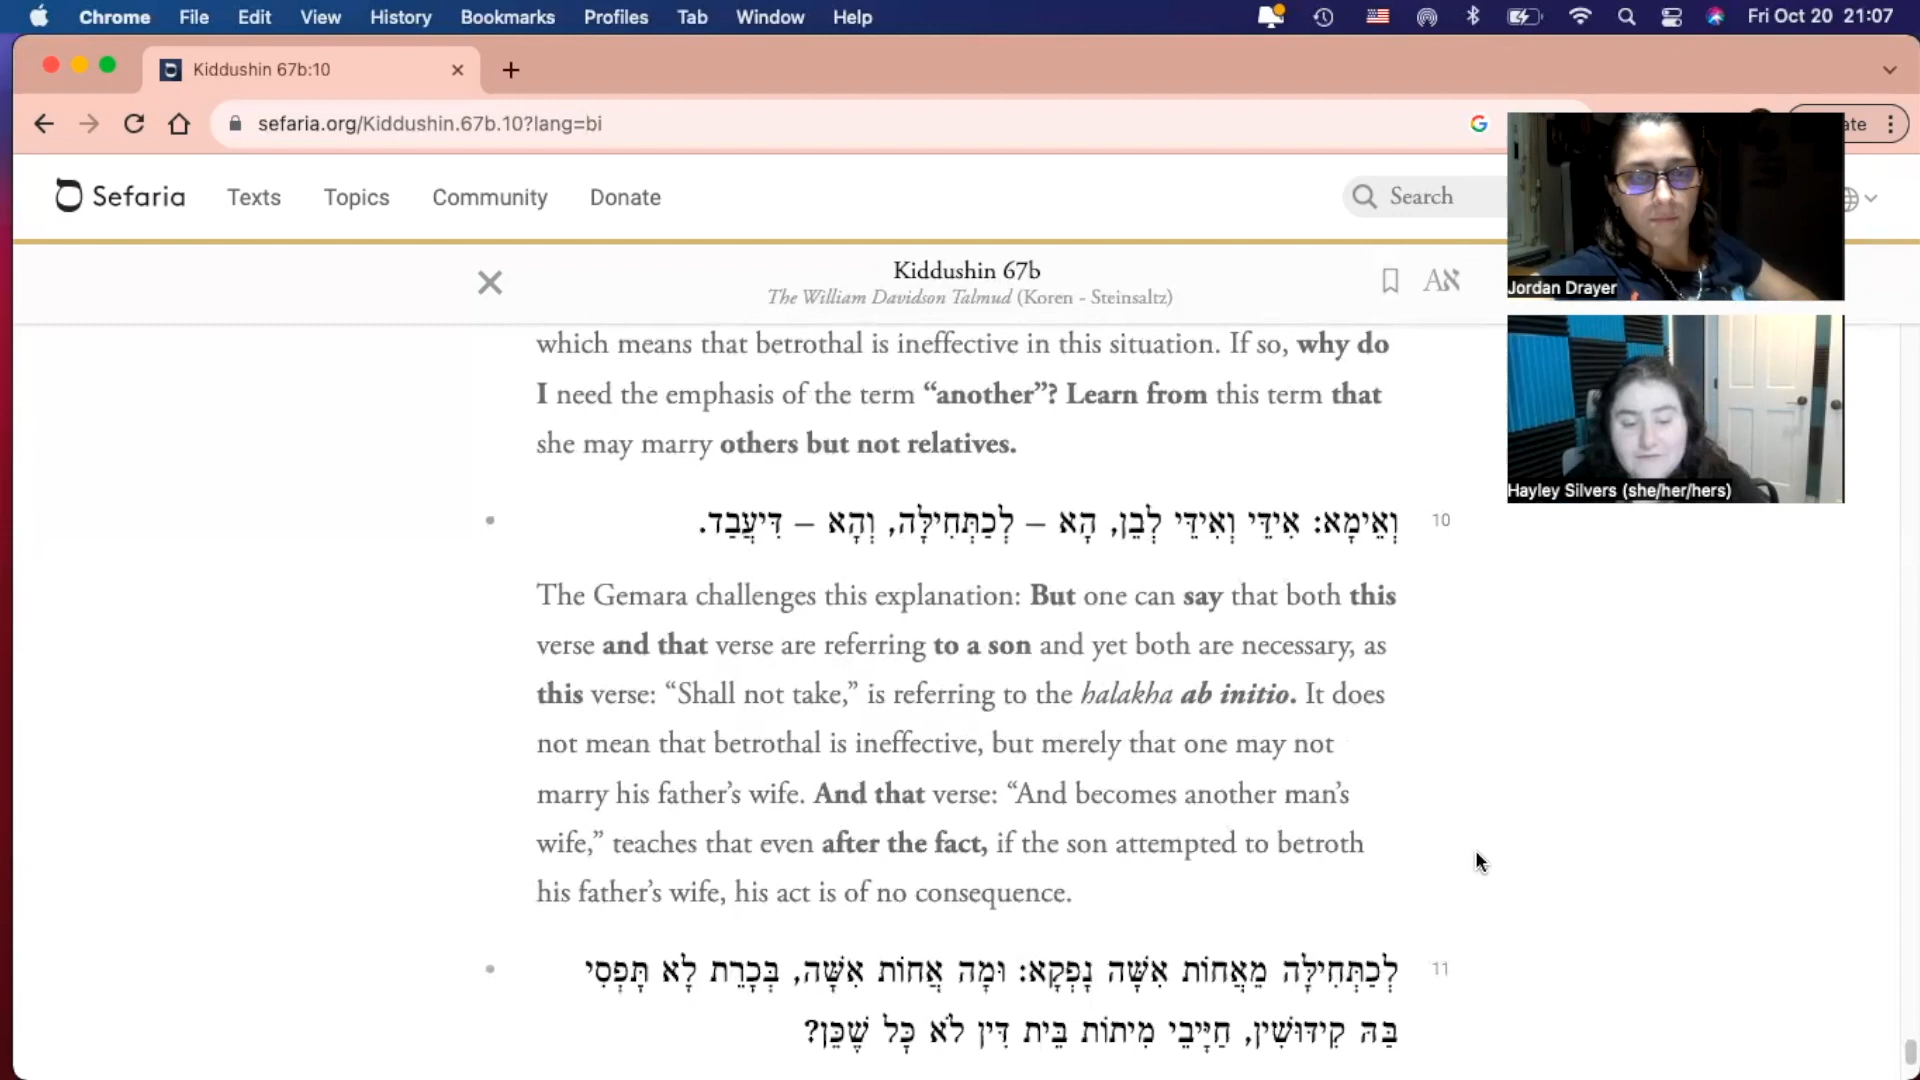 Chrome File Edit View History Bookmarks Profiles Tab Window Help Fri Oct 20 21:07
Kiddushin 67b:10
sefaria.org/Kiddushin.67b.10?lang=bi
Sefaria Texts Topics Community Donate Search
Kiddushin 67b
The William Davidson Talmud (Koren - Steinsaltz)
Jordan Drayer
Hayley Silvers (she/her/hers)
which means that betrothal is ineffective in this situation. If so, why do
I need the emphasis of the term “another”? Learn from this term that
she may marry others but not relatives.
וְאֵימָא: אִידֵּי וְאִידֵּי לְבֵן, הָא – לְכַתְּחִילָּה, וְהָא – דִּיעֲבַד. 10
The Gemara challenges this explanation: But one can say that both this
verse and that verse are referring to a son and yet both are necessary, as
this verse: “Shall not take,” is referring to the halakha ab initio. It does
not mean that betrothal is ineffective, but merely that one may not
marry his father’s wife. And that verse: “And becomes another man’s
wife,” teaches that even after the fact, if the son attempted to betroth
his father’s wife, his act is of no consequence.
לְכַתְּחִילָּה מֵאֲחוֹת אִשָּׁה נָפְקָא: וּמָה אֲחוֹת אִשָּׁה, בְּכָרֵת לָא תָּפְסִי 11
בַּהּ קִידּוּשִׁין, חַיָּיבֵי מִיתוֹת בֵּית דִּין לֹא כָּל שֶׁכֵּן?